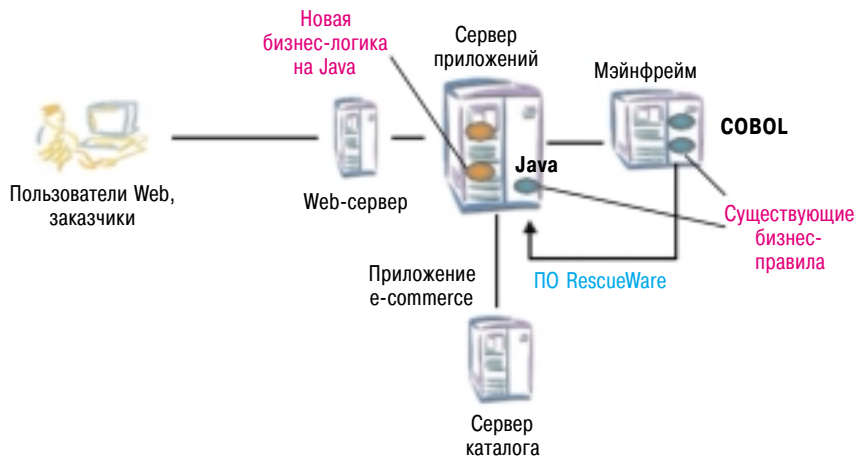 Новая
бизнес-логика
на Java
Сервер
приложений
Мэйнфрейм
COBOL
Java
Пользователи Web,
заказчики
Web-сервер
Существующие
бизнес-
правила
Приложение
e-commerce
ПО RescueWare
Сервер
каталога